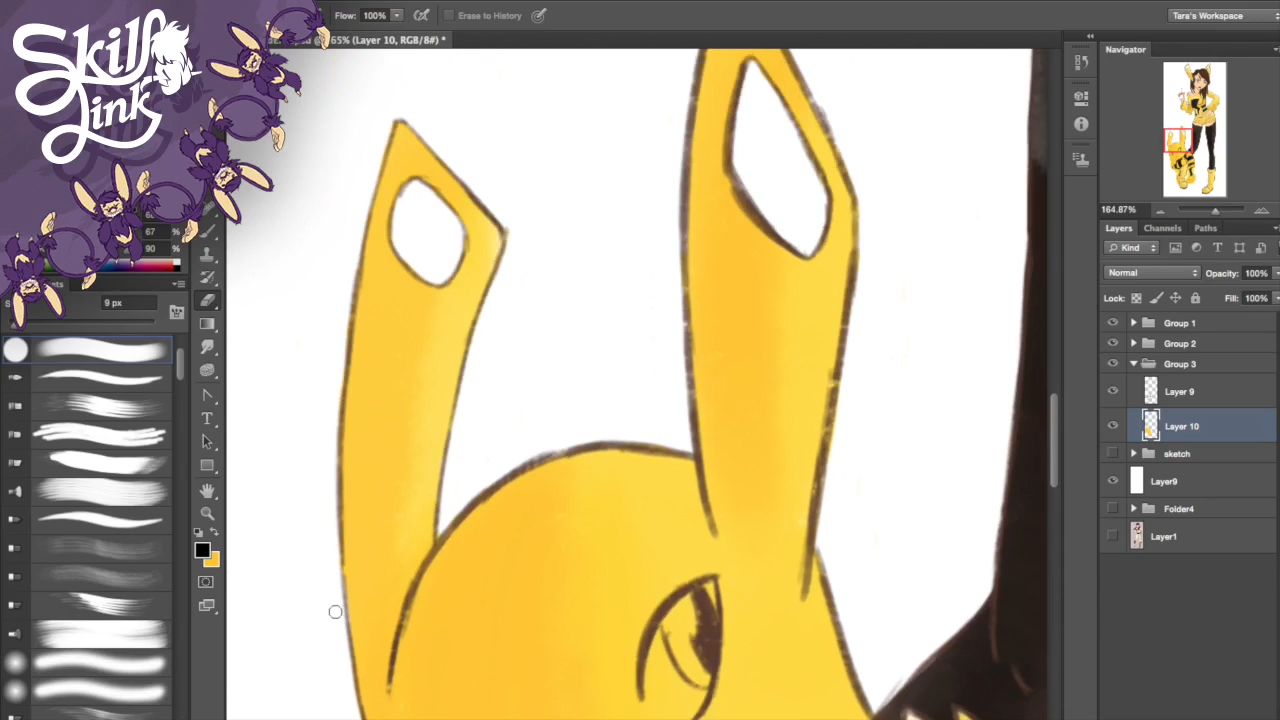 Skill
Link
Flow: 100%
Erase to History
Tara's Workspace
65% (Layer 10, RGB/8#) *
Navigator
67 %
90 %
9 px
164.87%
Layers Channels Paths
Kind
Normal
Opacity: 100%
Lock:
Fill: 100%
Group 1
Group 2
Group 3
Layer 9
Layer 10
sketch
Layer9
Folder4
Layer1